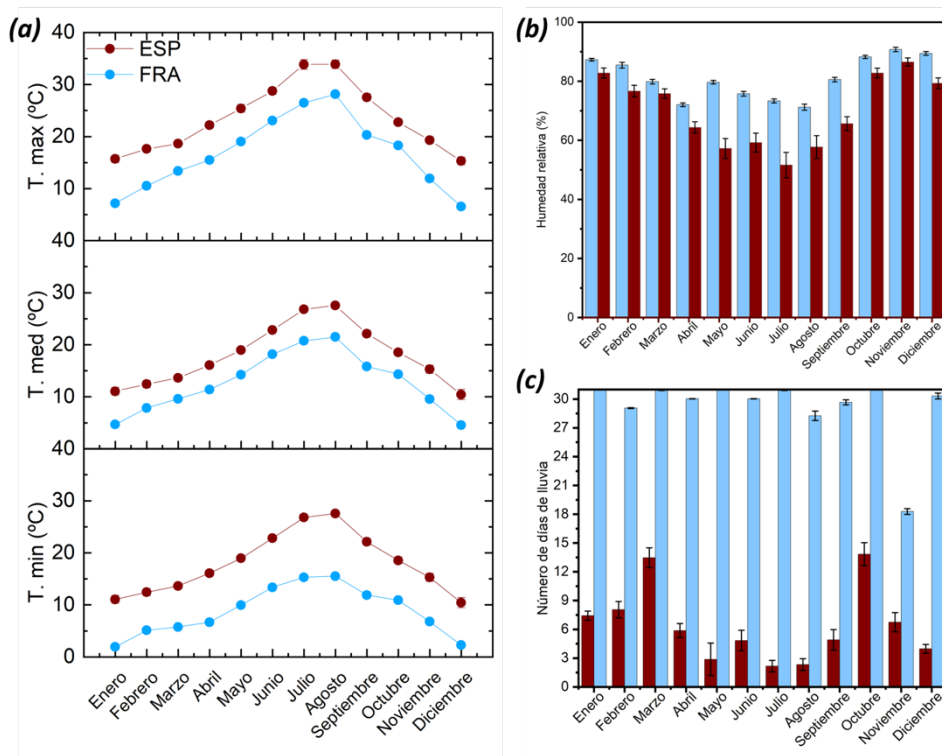 (a)
ESP
FRA
T. max (ºC)
40
30
20
10
40
T. med (ºC)
30
20
10
40
T. min (ºC)
30
20
10
0
Enero
Febrero
Marzo
Abril
Mayo
Junio
Julio
Agosto
Septiembre
Octubre
Noviembre
Diciembre
(b)
Humedad relativa (%)
100
80
60
40
20
0
Enero
Febrero
Marzo
Abril
Mayo
Junio
Julio
Agosto
Septiembre
Octubre
Noviembre
Diciembre
(c)
Número de días de lluvia
30
27
24
21
18
15
12
9
6
3
0
Enero
Febrero
Marzo
Abril
Mayo
Junio
Julio
Agosto
Septiembre
Octubre
Noviembre
Diciembre